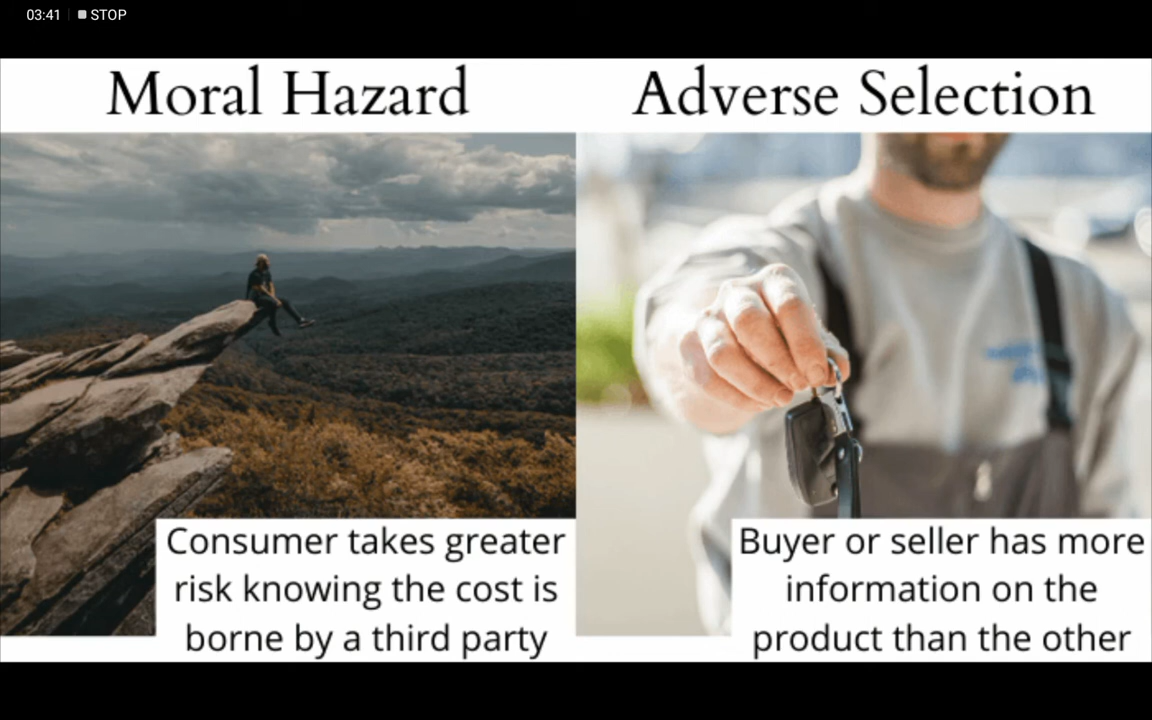 03:41 STOP
Moral Hazard
Adverse Selection
Consumer takes greater
risk knowing the cost is
borne by a third party
Buyer or seller has more
information on the
product than the other